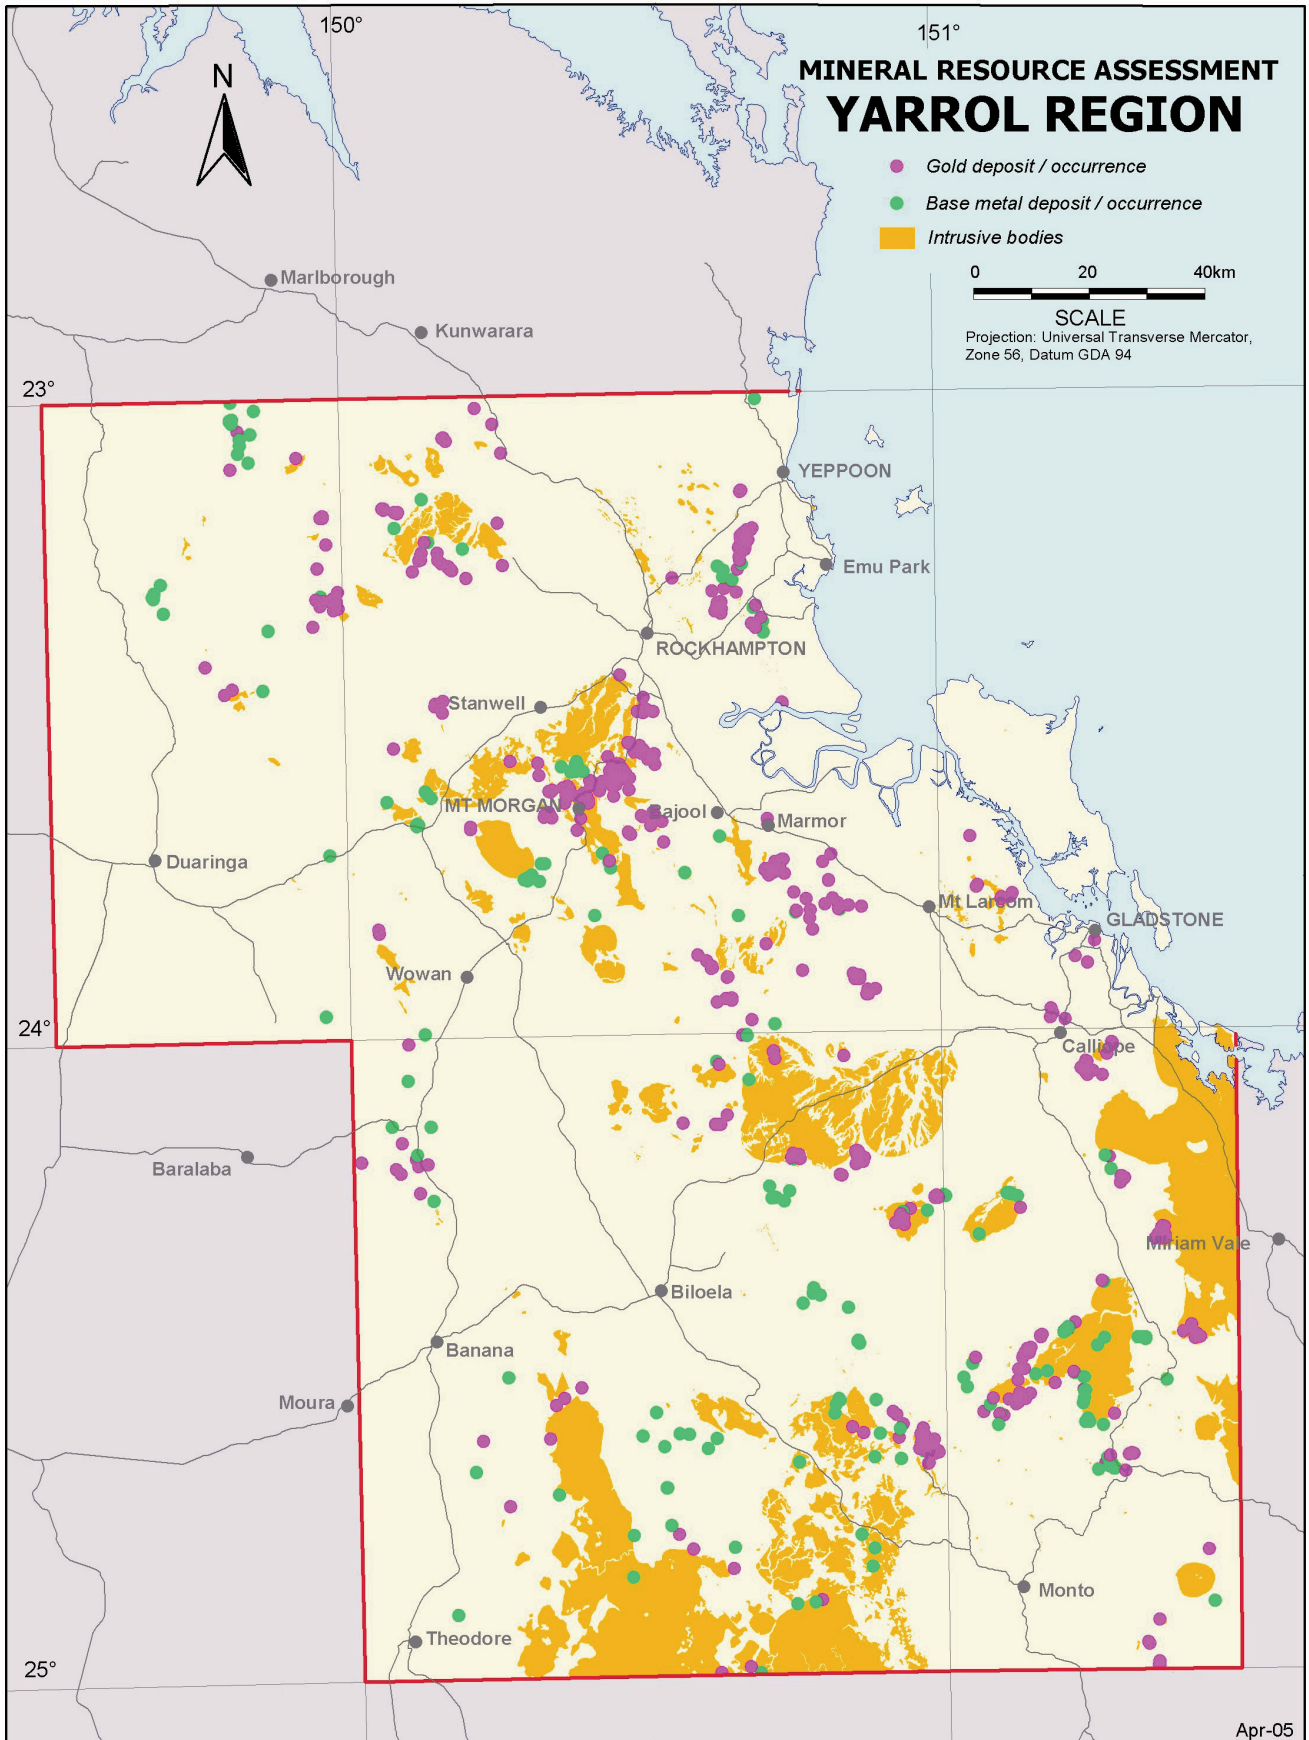 150°
151°
N
MINERAL RESOURCE ASSESSMENT
YARROL REGION
Gold deposit / occurrence
Base metal deposit / occurrence
Intrusive bodies
0 20 40km
SCALE
Projection: Universal Transverse Mercator,
Zone 56, Datum GDA 94
Marlborough
Kunwarara
23°
YEPPOON
Emu Park
ROCKHAMPTON
Stanwell
MT MORGAN
Bajool
Marmor
Duaringa
Mt Larcom
GLADSTONE
Wowan
24°
Calliope
Baralaba
Miriam Vale
Biloela
Banana
Moura
Monto
Theodore
25°
Apr-05